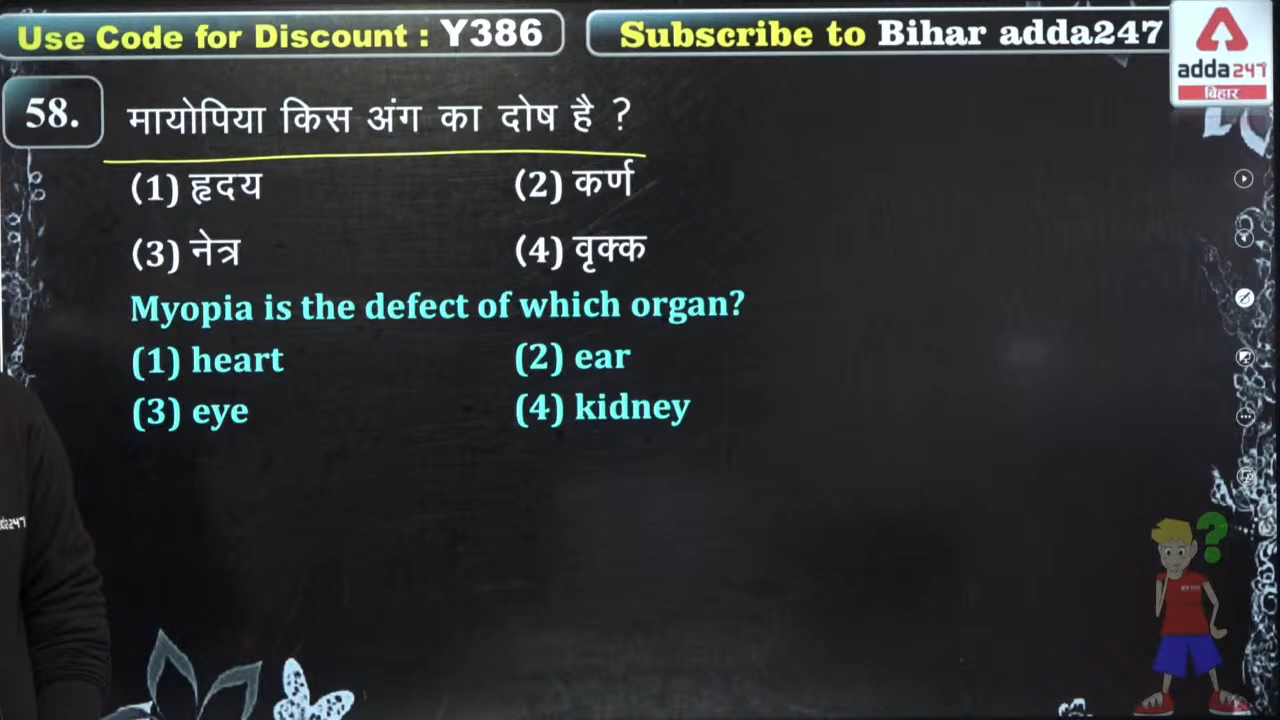 Use Code for Discount : Y386
Subscribe to Bihar adda247
adda247
बिहार
58. मायोपिया किस अंग का दोष है ?
(1) हृदय (2) कर्ण
(3) नेत्र (4) वृक्क
Myopia is the defect of which organ?
(1) heart (2) ear
(3) eye (4) kidney